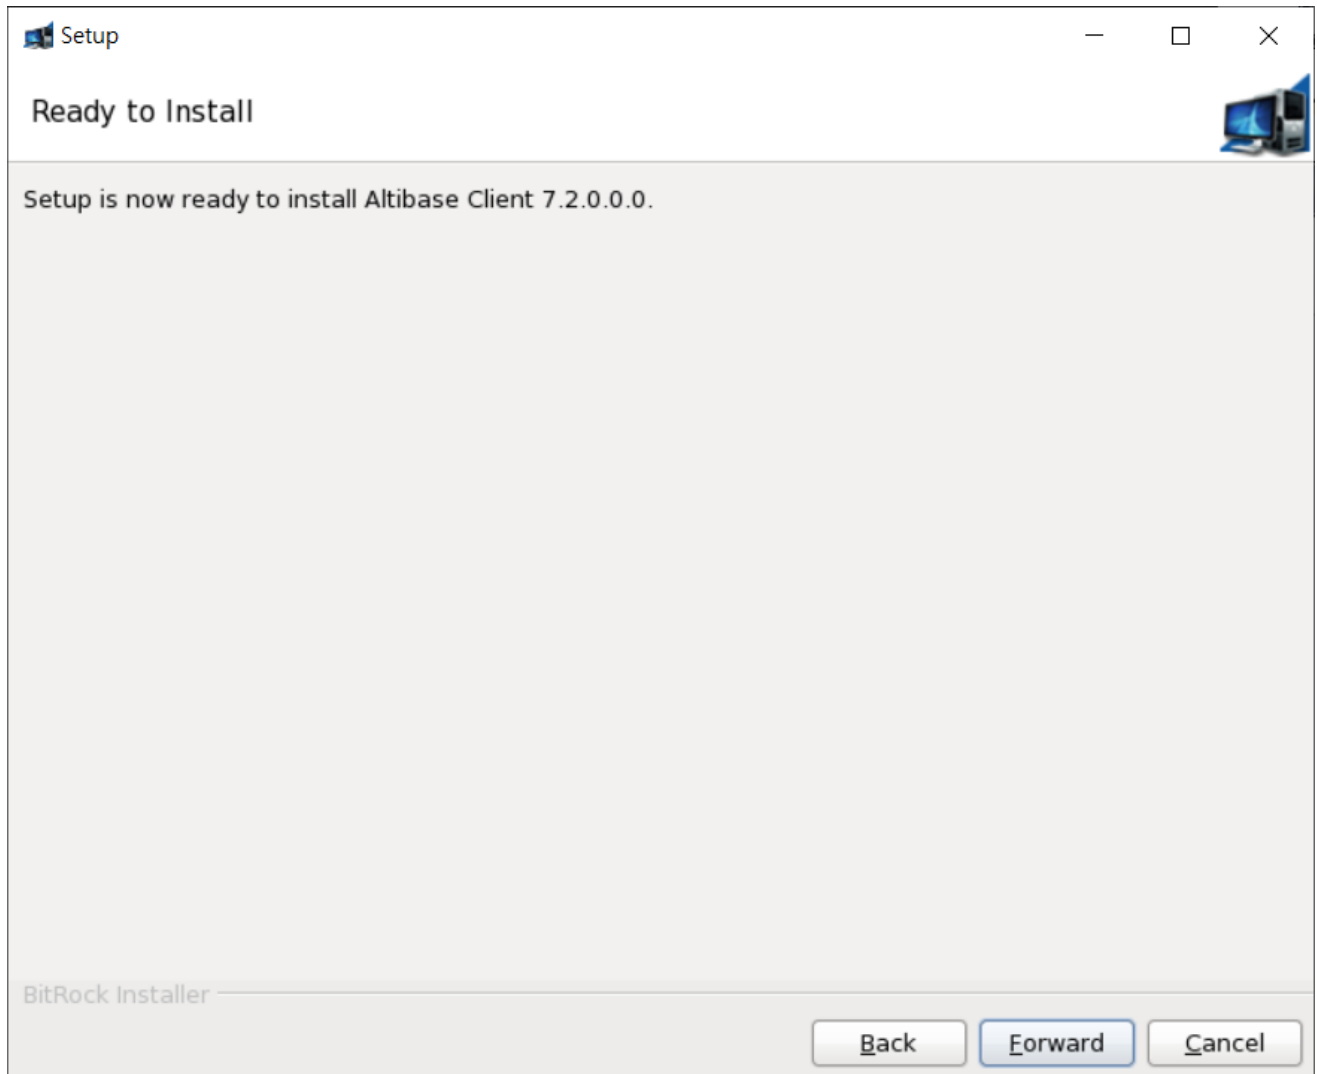 Setup
Ready to Install
Setup is now ready to install Altibase Client 7.2.0.0.0.
BitRock Installer
Back
Forward
Cancel